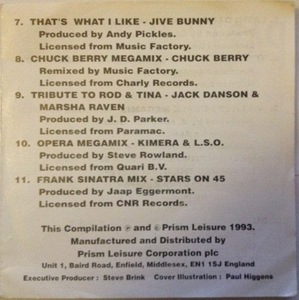 7. THAT'S WHAT I LIKE - JIVE BUNNY
Produced by Andy Pickles.
Licensed from Music Factory.
8. CHUCK BERRY MEGAMIX - CHUCK BERRY
Remixed by Music Factory.
Licensed from Charly Records.
9. TRIBUTE TO ROD & TINA - JACK DANSON &
MARSHA RAVEN
Produced by J. D. Parker.
Licensed from Paramac.
10. OPERA MEGAMIX - KIMERA & L.S.O.
Produced by Steve Rowland.
Licensed from Quari B.V.
11. FRANK SINATRA MIX - STARS ON 45
Produced by Jaap Eggermont.
Licensed from CNR Records.
This Compilation ℗ and © Prism Leisure 1993.
Manufactured and Distributed by
Prism Leisure Corporation plc
Unit 1, Baird Road, Enfield, Middlesex, EN1 1SJ England
Executive Producer : Steve Brink Cover Illustration : Paul Higgens